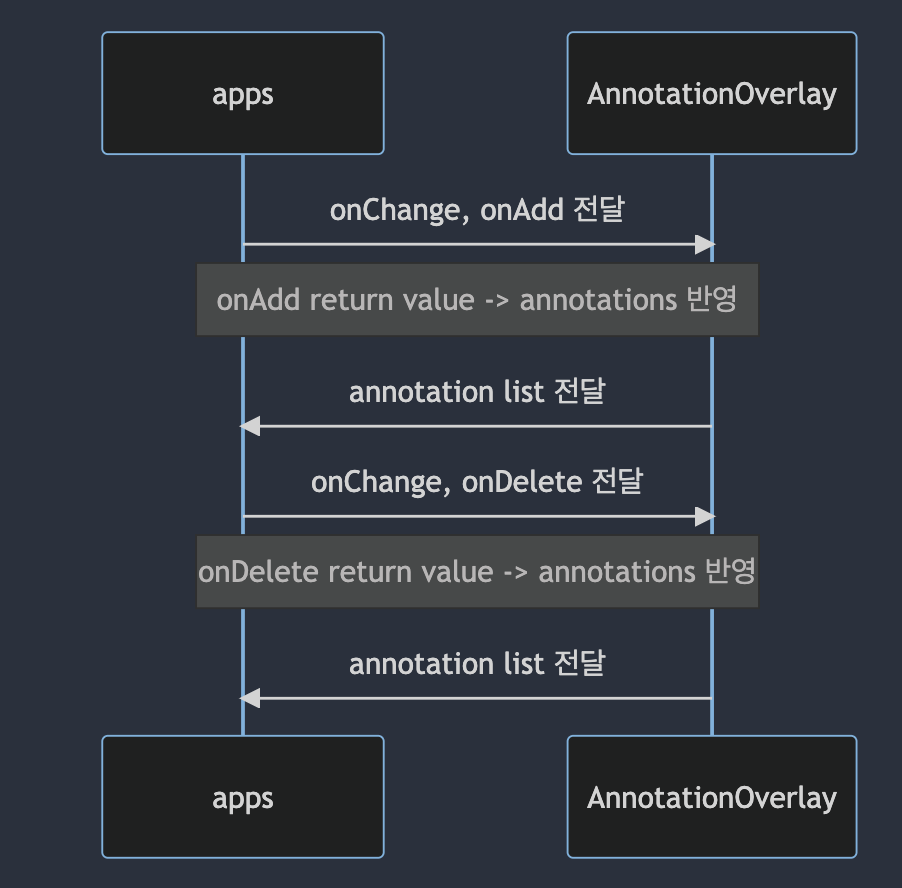 apps
AnnotationOverlay
onChange, onAdd 전달
onAdd return value -> annotations 반영
annotation list 전달
onChange, onDelete 전달
onDelete return value -> annotations 반영
annotation list 전달
apps
AnnotationOverlay